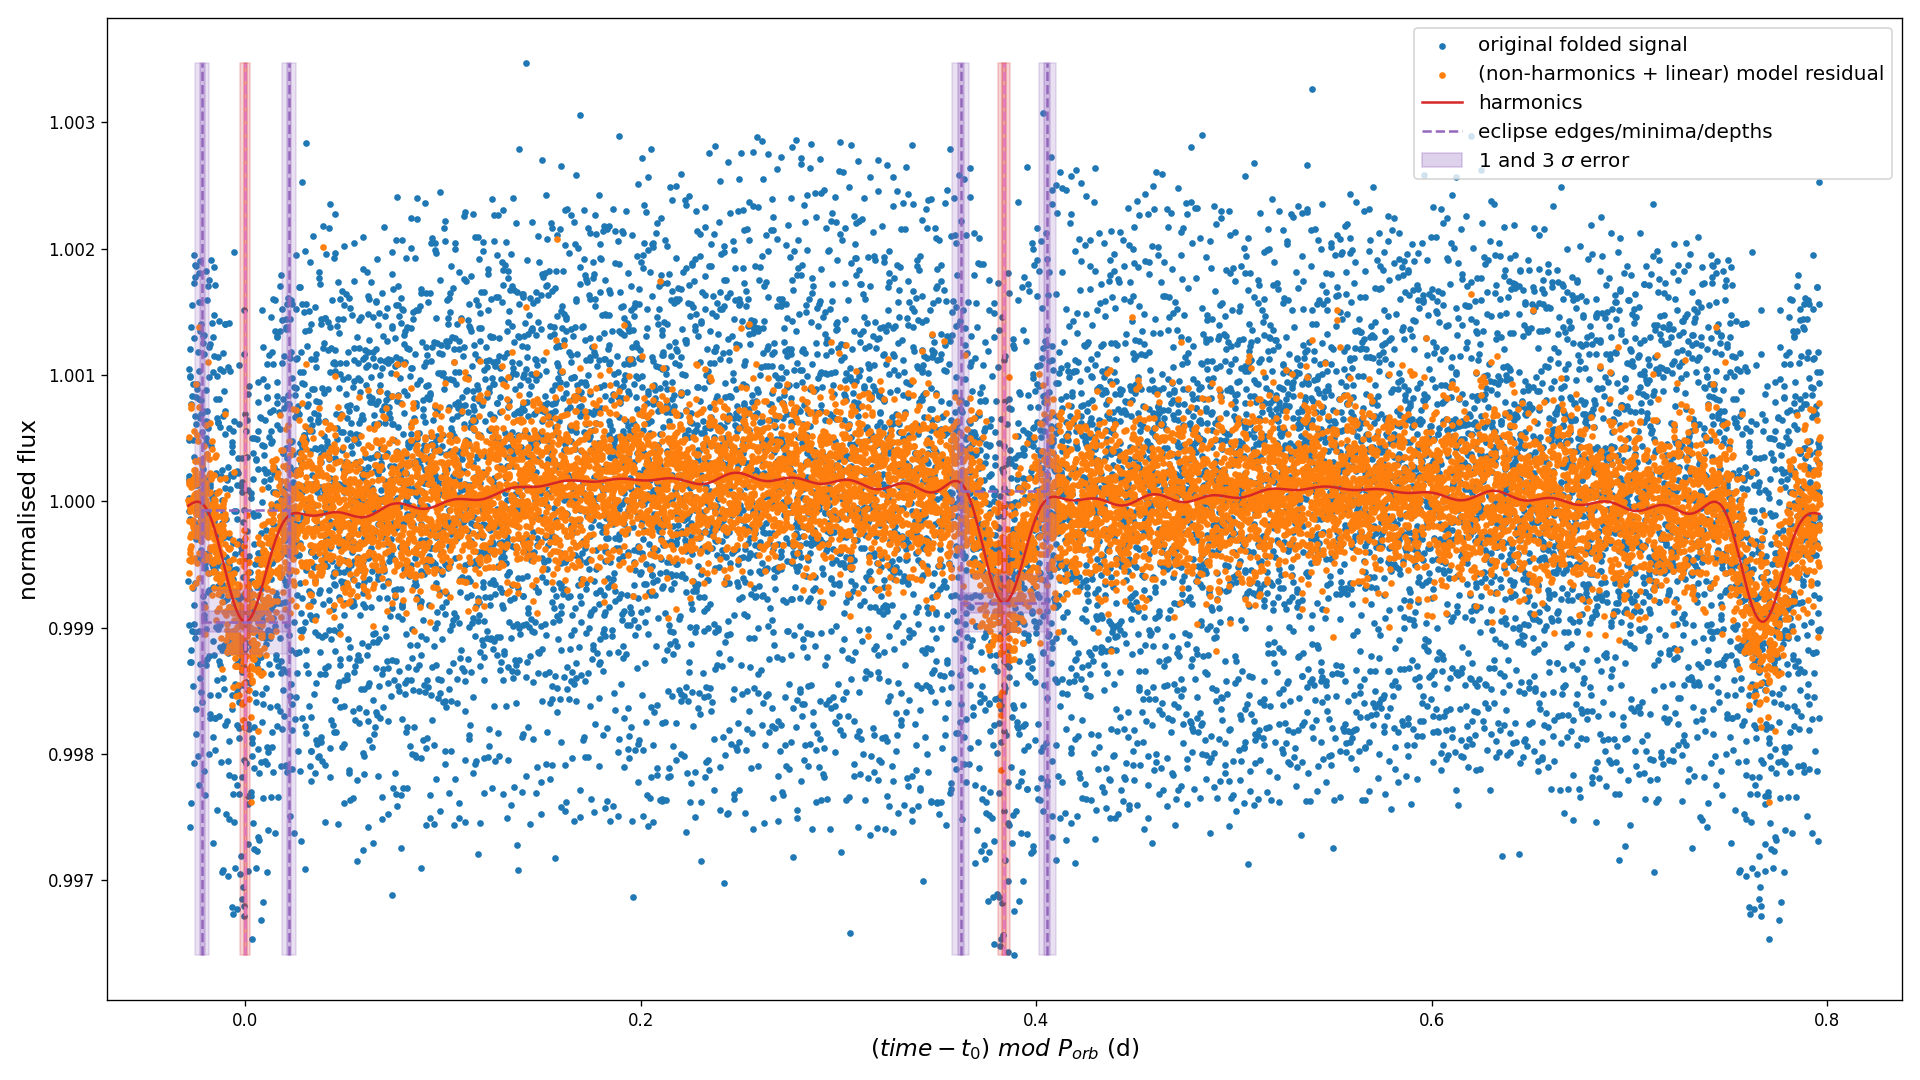 original folded signal
(non-harmonics + linear) model residual
harmonics
eclipse edges/minima/depths
1 and 3 σ error
normalised flux
1.003
1.002
1.001
1.000
0.999
0.998
0.997
0.0 0.2 0.4 0.6 0.8
(time − t₀) mod P_orb (d)